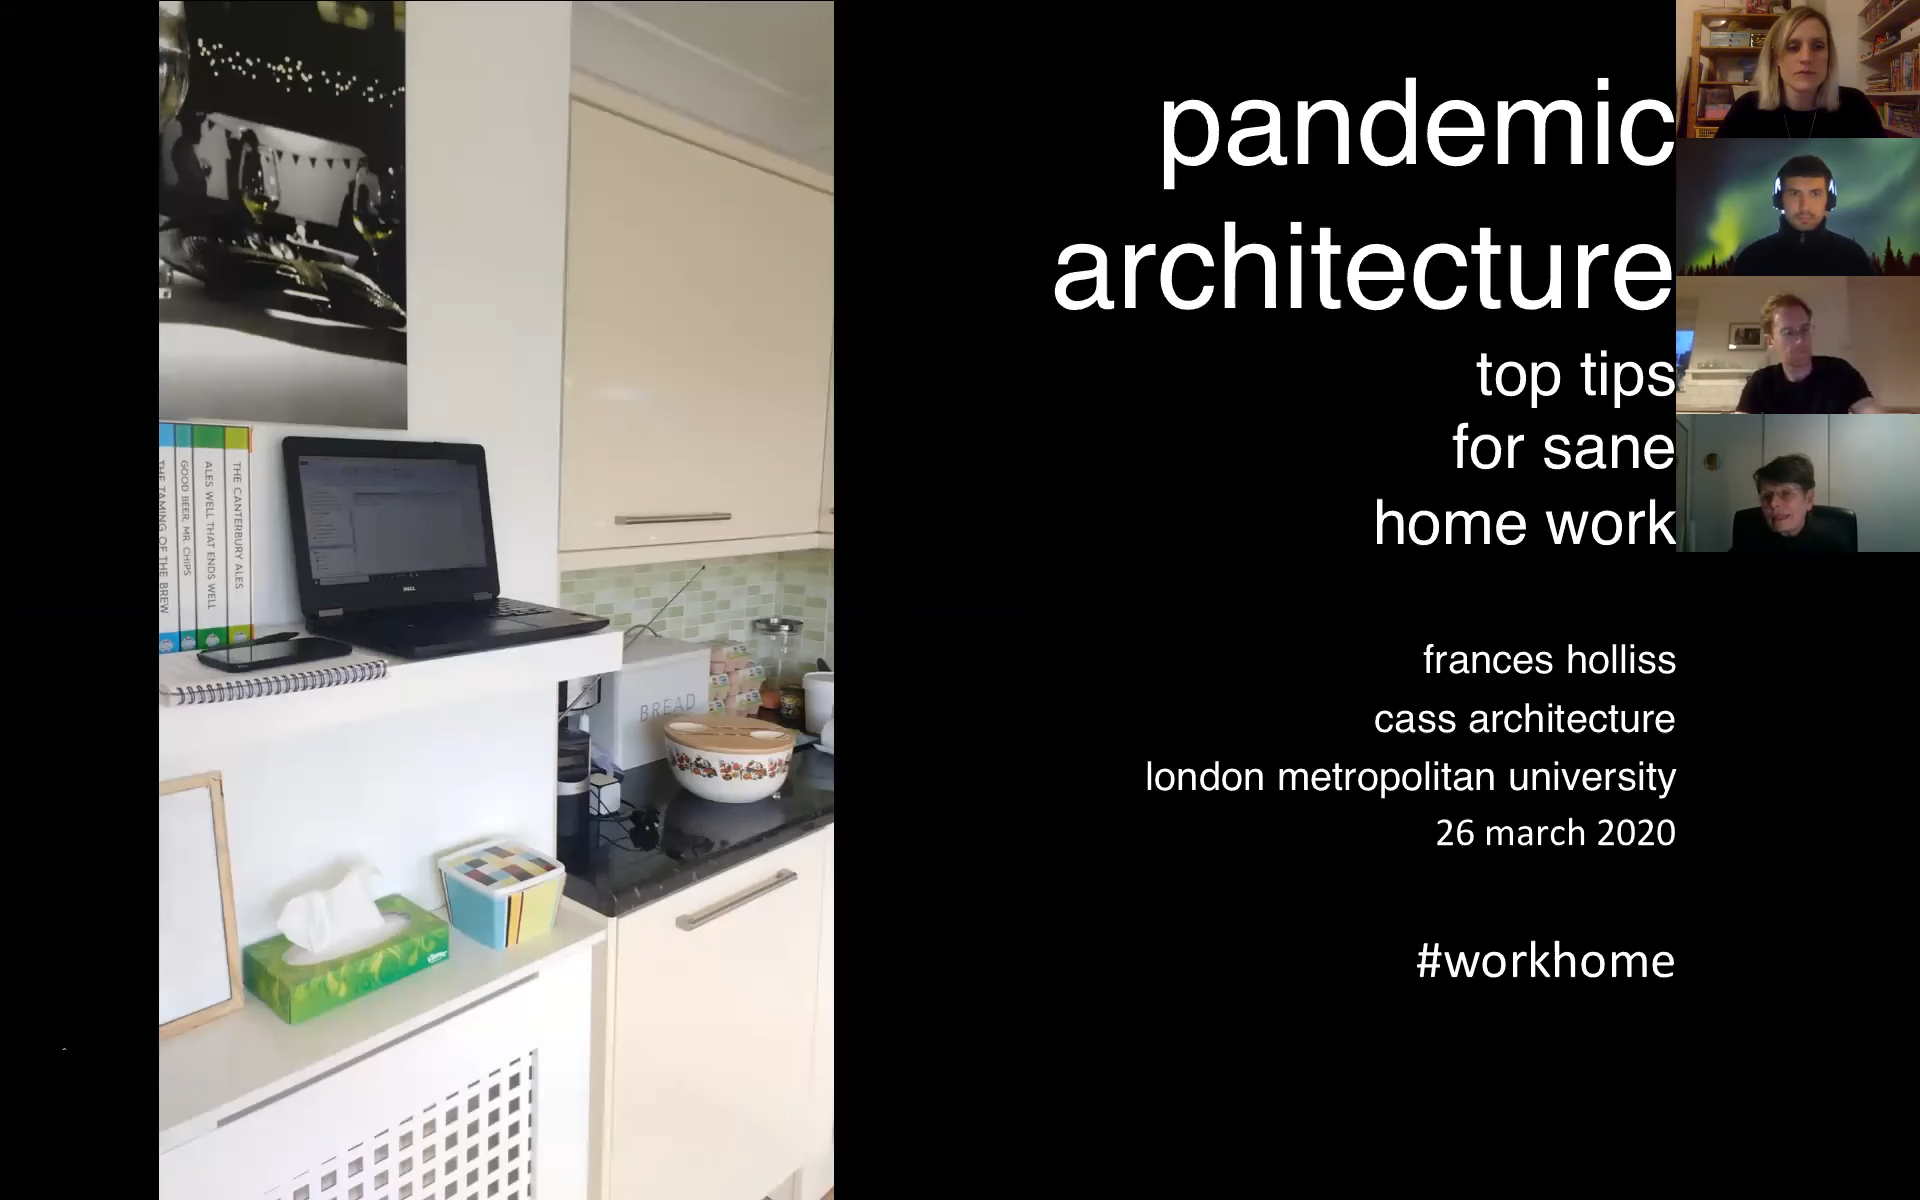 pandemic
architecture
top tips
for sane
home work
frances holliss
cass architecture
london metropolitan university
26 march 2020
#workhome
THE TAMING OF THE BREW
GOOD BEER, MR. CHIPS
ALES WELL THAT ENDS WELL
THE CANTERBURY ALES
DELL
BREAD
Kleenex